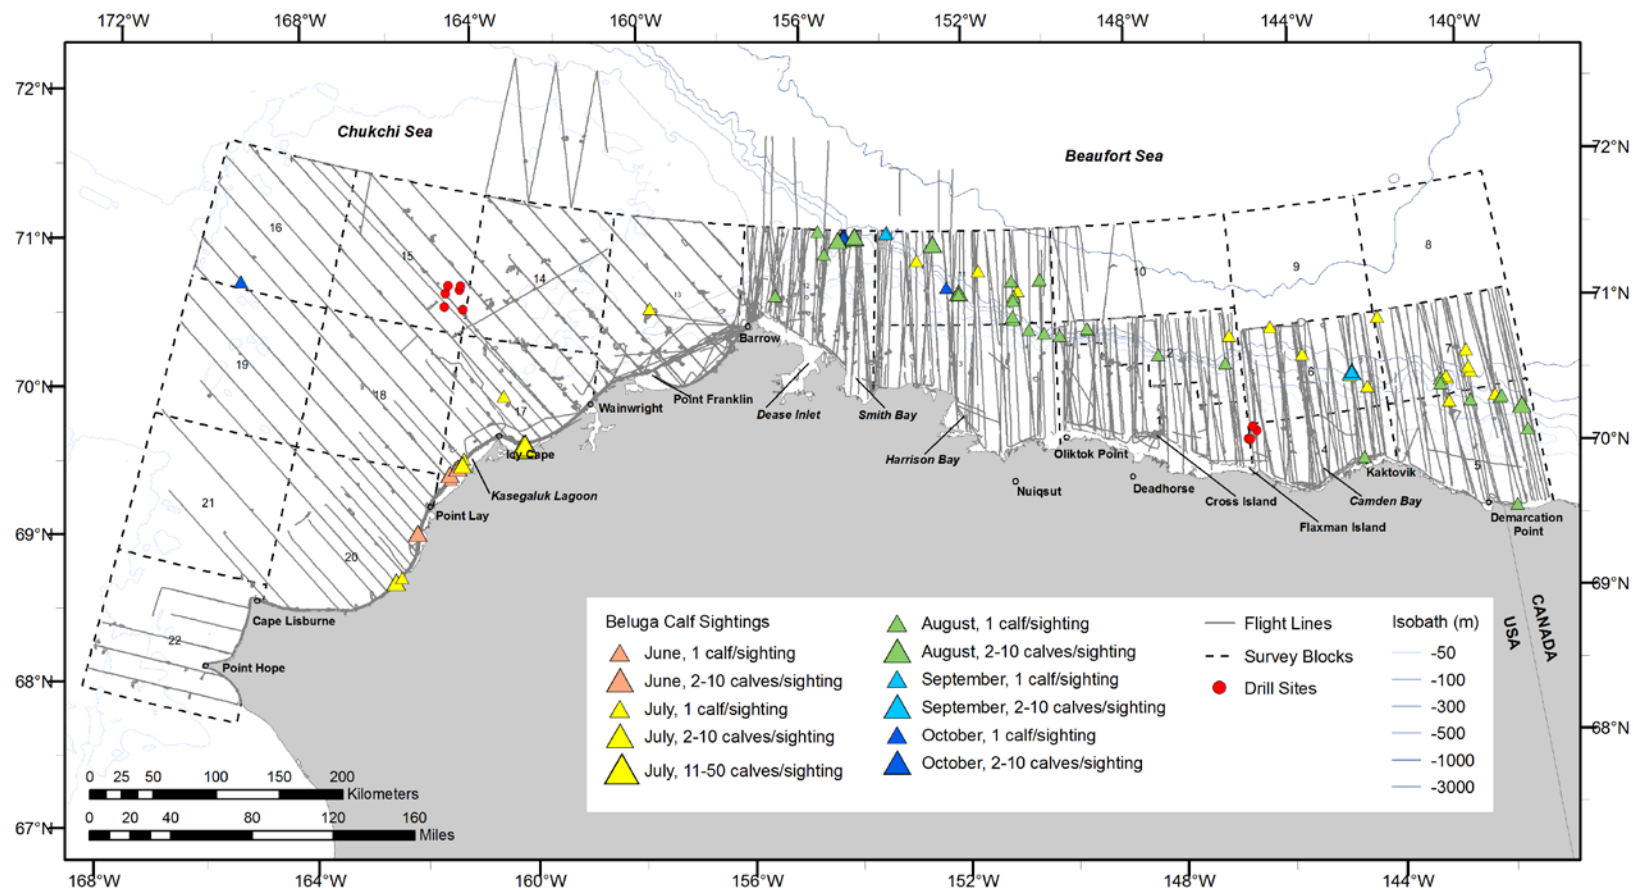 172°W 168°W 164°W 160°W 156°W 152°W 148°W 144°W 140°W
72°N
Chukchi Sea
Beaufort Sea
72°N
71°N
16
15
14
13
12
11
10
9
8
71°N
19
18
17
Barrow
2
6
7
70°N
Wainwright
Point Franklin
Dease Inlet
Smith Bay
3
Icy Cape
Kasegaluk Lagoon
Harrison Bay
Oliktok Point
4
5
70°N
Kaktovik
Nuiqsut
Deadhorse
Cross Island
Camden Bay
Flaxman Island
Demarcation
Point
21
Point Lay
69°N
20
69°N
Cape Lisburne
22
Point Hope
68°N
68°N
67°N
CANADA
USA
Beluga Calf Sightings
June, 1 calf/sighting
June, 2-10 calves/sighting
July, 1 calf/sighting
July, 2-10 calves/sighting
July, 11-50 calves/sighting
August, 1 calf/sighting
August, 2-10 calves/sighting
September, 1 calf/sighting
September, 2-10 calves/sighting
October, 1 calf/sighting
October, 2-10 calves/sighting
Flight Lines
Survey Blocks
Drill Sites
Isobath (m)
-50
-100
-300
-500
-1000
-3000
0 25 50 100 150 200
Kilometers
0 20 40 80 120 160
Miles
168°W 164°W 160°W 156°W 152°W 148°W 144°W